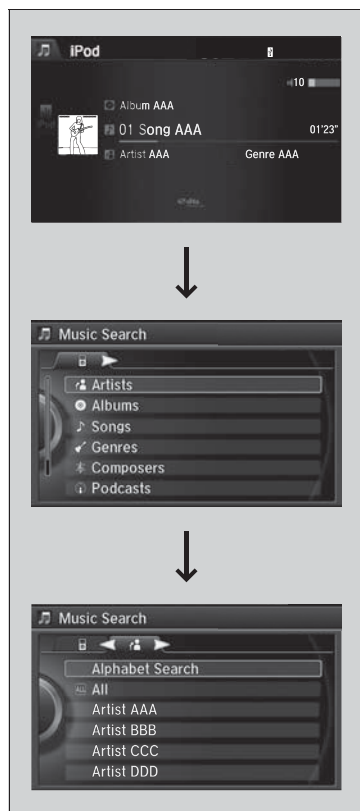 iPod
10
Album AAA
01 Song AAA 01'23"
Artist AAA Genre AAA
Music Search
Artists
Albums
Songs
Genres
Composers
Podcasts
Music Search
Alphabet Search
ALL All
Artist AAA
Artist BBB
Artist CCC
Artist DDD